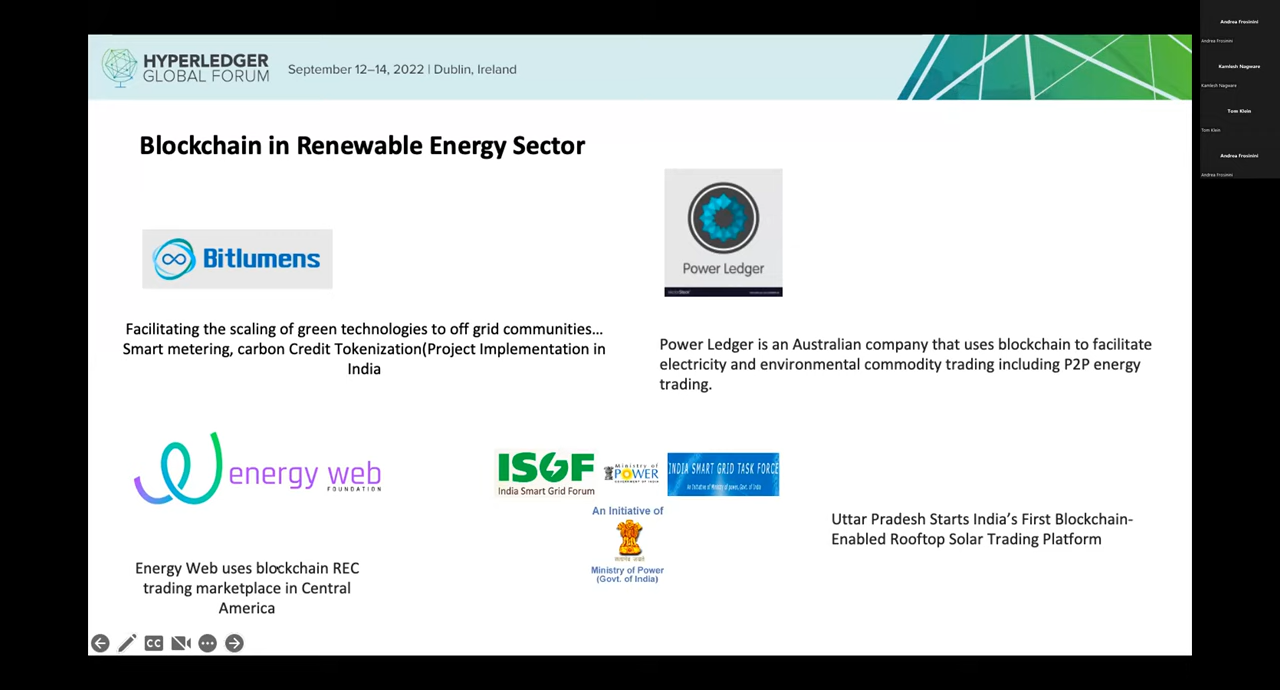 HYPERLEDGER
GLOBAL FORUM
September 12–14, 2022 | Dublin, Ireland
Andrea Frosinini
Andrea Frosinini
Kamlesh Nagware
Kamlesh Nagware
Tom Klein
Tom Klein
Andrea Frosinini
Andrea Frosinini
Blockchain in Renewable Energy Sector
Bitlumens
Power Ledger
Facilitating the scaling of green technologies to off grid communities...
Smart metering, carbon Credit Tokenization(Project Implementation in
India
Power Ledger is an Australian company that uses blockchain to facilitate
electricity and environmental commodity trading including P2P energy
trading.
energy web
FOUNDATION
Energy Web uses blockchain REC
trading marketplace in Central
America
ISGF
India Smart Grid Forum
Ministry of
POWER
GOVERNMENT OF INDIA
INDIA SMART GRID TASK FORCE
An Initiative of Ministry of power, Govt. of India
An Initiative of
सत्यमेव जयते
Ministry of Power
(Govt. of India)
Uttar Pradesh Starts India’s First Blockchain-
Enabled Rooftop Solar Trading Platform
CC